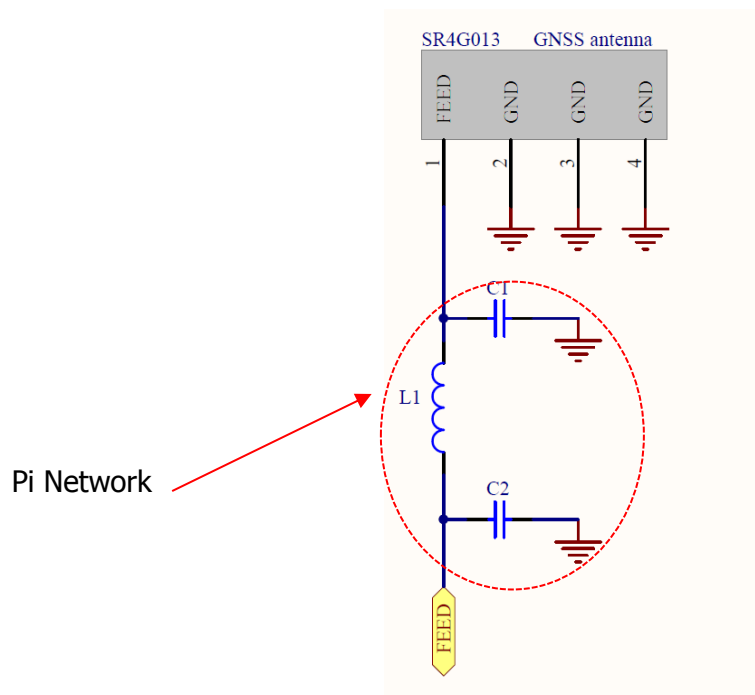 SR4G013 GNSS antenna
FEED GND GND GND
1 2 3 4
C1
L1
Pi Network
C2
FEED